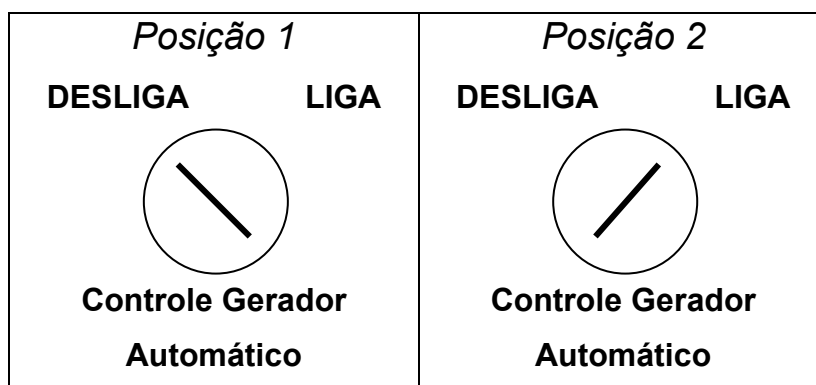 Posição 1
DESLIGA LIGA
Controle Gerador
Automático
Posição 2
DESLIGA LIGA
Controle Gerador
Automático